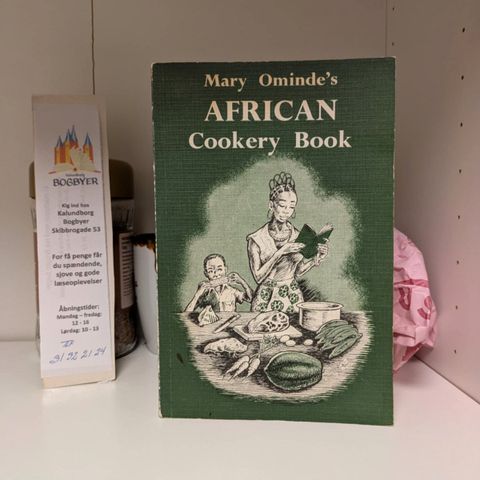 Mary Ominde's
AFRICAN
Cookery Book
Kalundborg
BOGBYER
Kig ind hos
Kalundborg
Bogbyer
Skibbrogade 53
For få penge får
du spændende,
sjove og gode
læseoplevelser
Åbningstider:
Mandag – fredag:
12 - 16
Lørdag: 10 - 13
Tlf
31 22 21 24